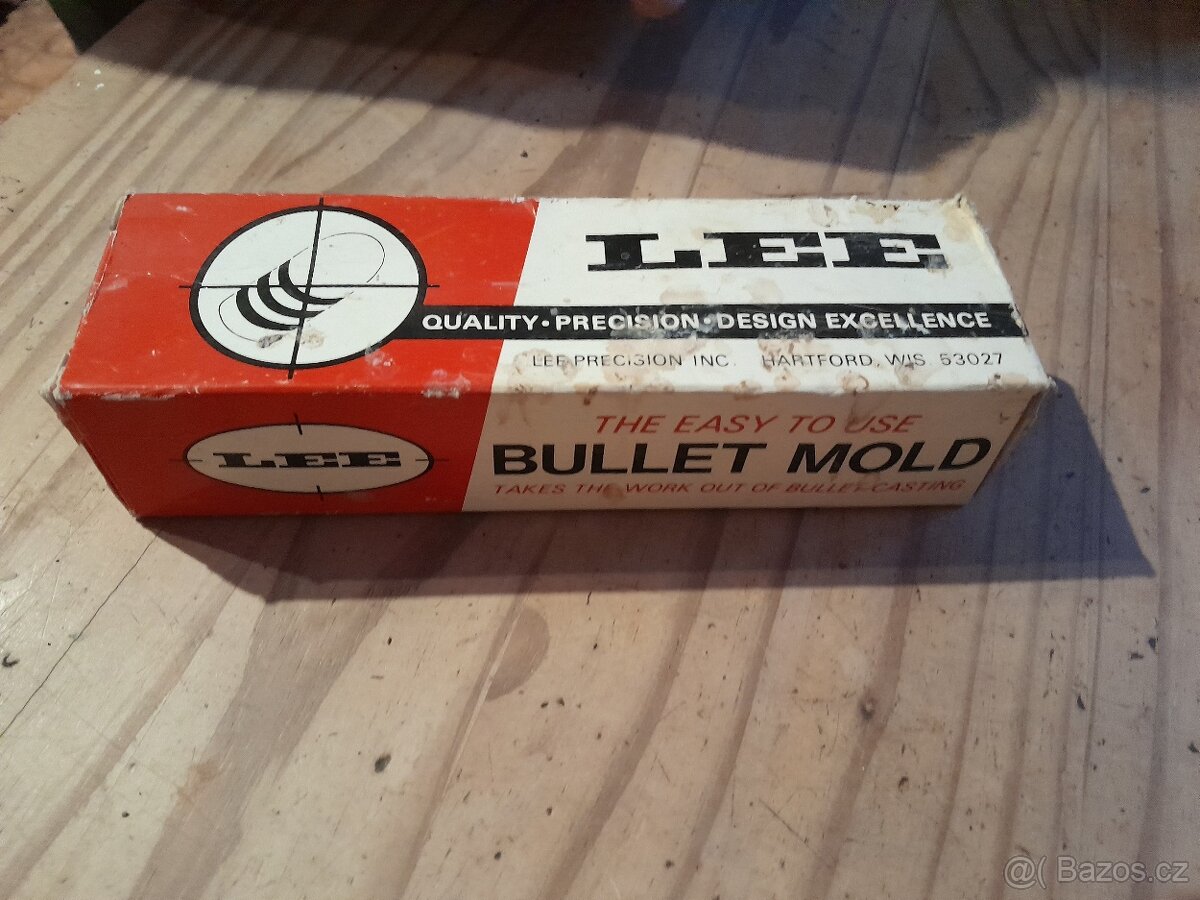 LEE
QUALITY • PRECISION • DESIGN EXCELLENCE
LEE PRECISION INC. HARTFORD, WIS 53027
LEE
THE EASY TO USE
BULLET MOLD
TAKES THE WORK OUT OF BULLET CASTING
@( Bazos.cz